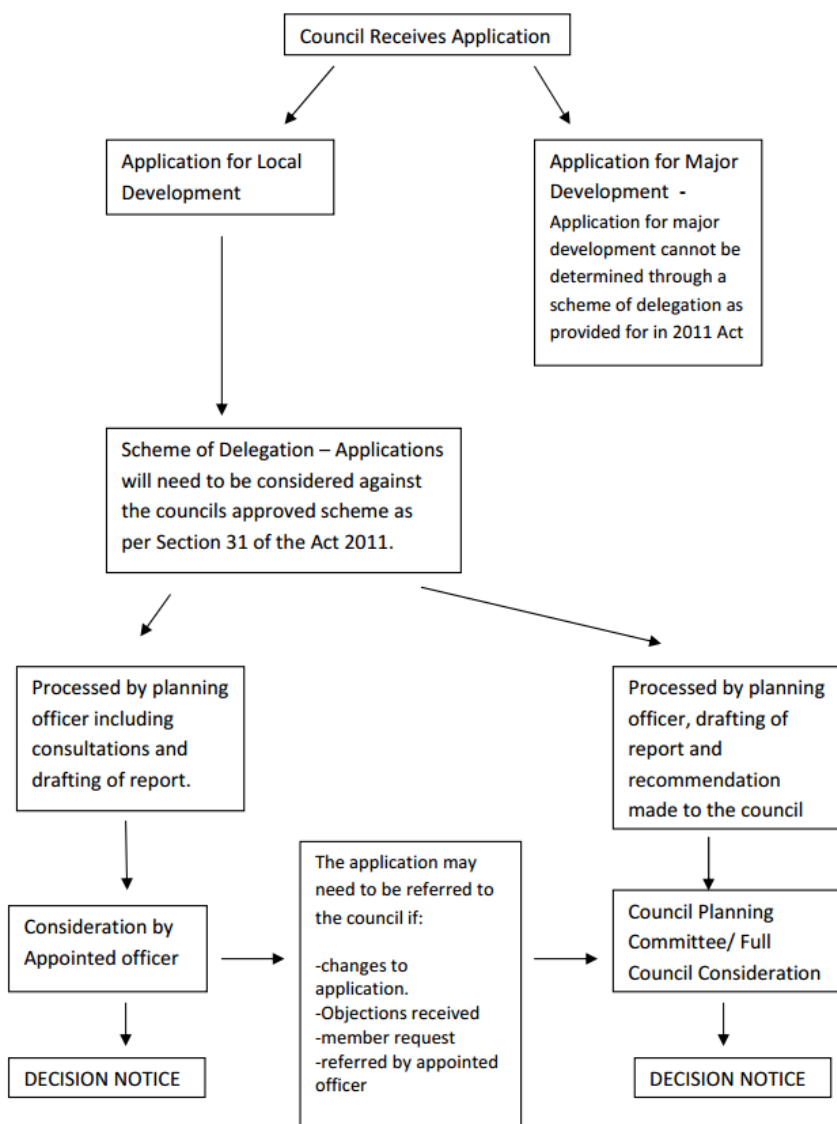 Council Receives Application
Application for Local
Development
Application for Major
Development -
Application for major
development cannot be
determined through a
scheme of delegation as
provided for in 2011 Act
Scheme of Delegation – Applications
will need to be considered against
the councils approved scheme as
per Section 31 of the Act 2011.
Processed by planning
officer including
consultations and
drafting of report.
Processed by planning
officer, drafting of
report and
recommendation
made to the council
Consideration by
Appointed officer
The application may
need to be referred to
the council if:
-changes to
application.
-Objections received
-member request
-referred by appointed
officer
Council Planning
Committee/ Full
Council Consideration
DECISION NOTICE
DECISION NOTICE